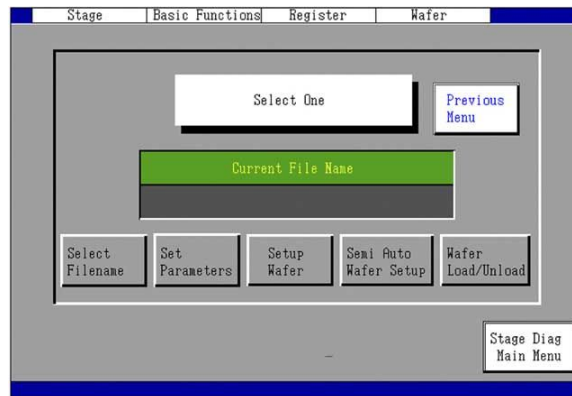 Stage Basic Functions Register Wafer
Select One
Previous
Menu
Current File Name
Select
Filename
Set
Parameters
Setup
Wafer
Semi Auto
Wafer Setup
Wafer
Load/Unload
Stage Diag
Main Menu